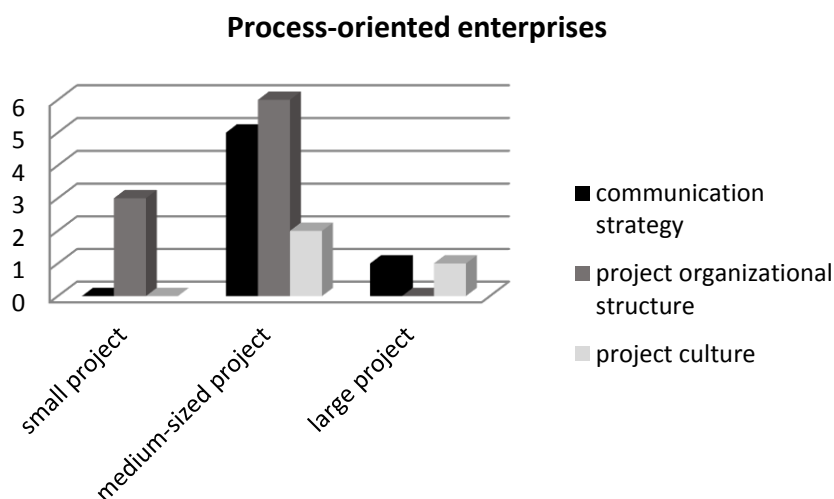 Process-oriented enterprises
6
5
4
3
2
1
0
small project
medium-sized project
large project
communication
strategy
project organizational
structure
project culture